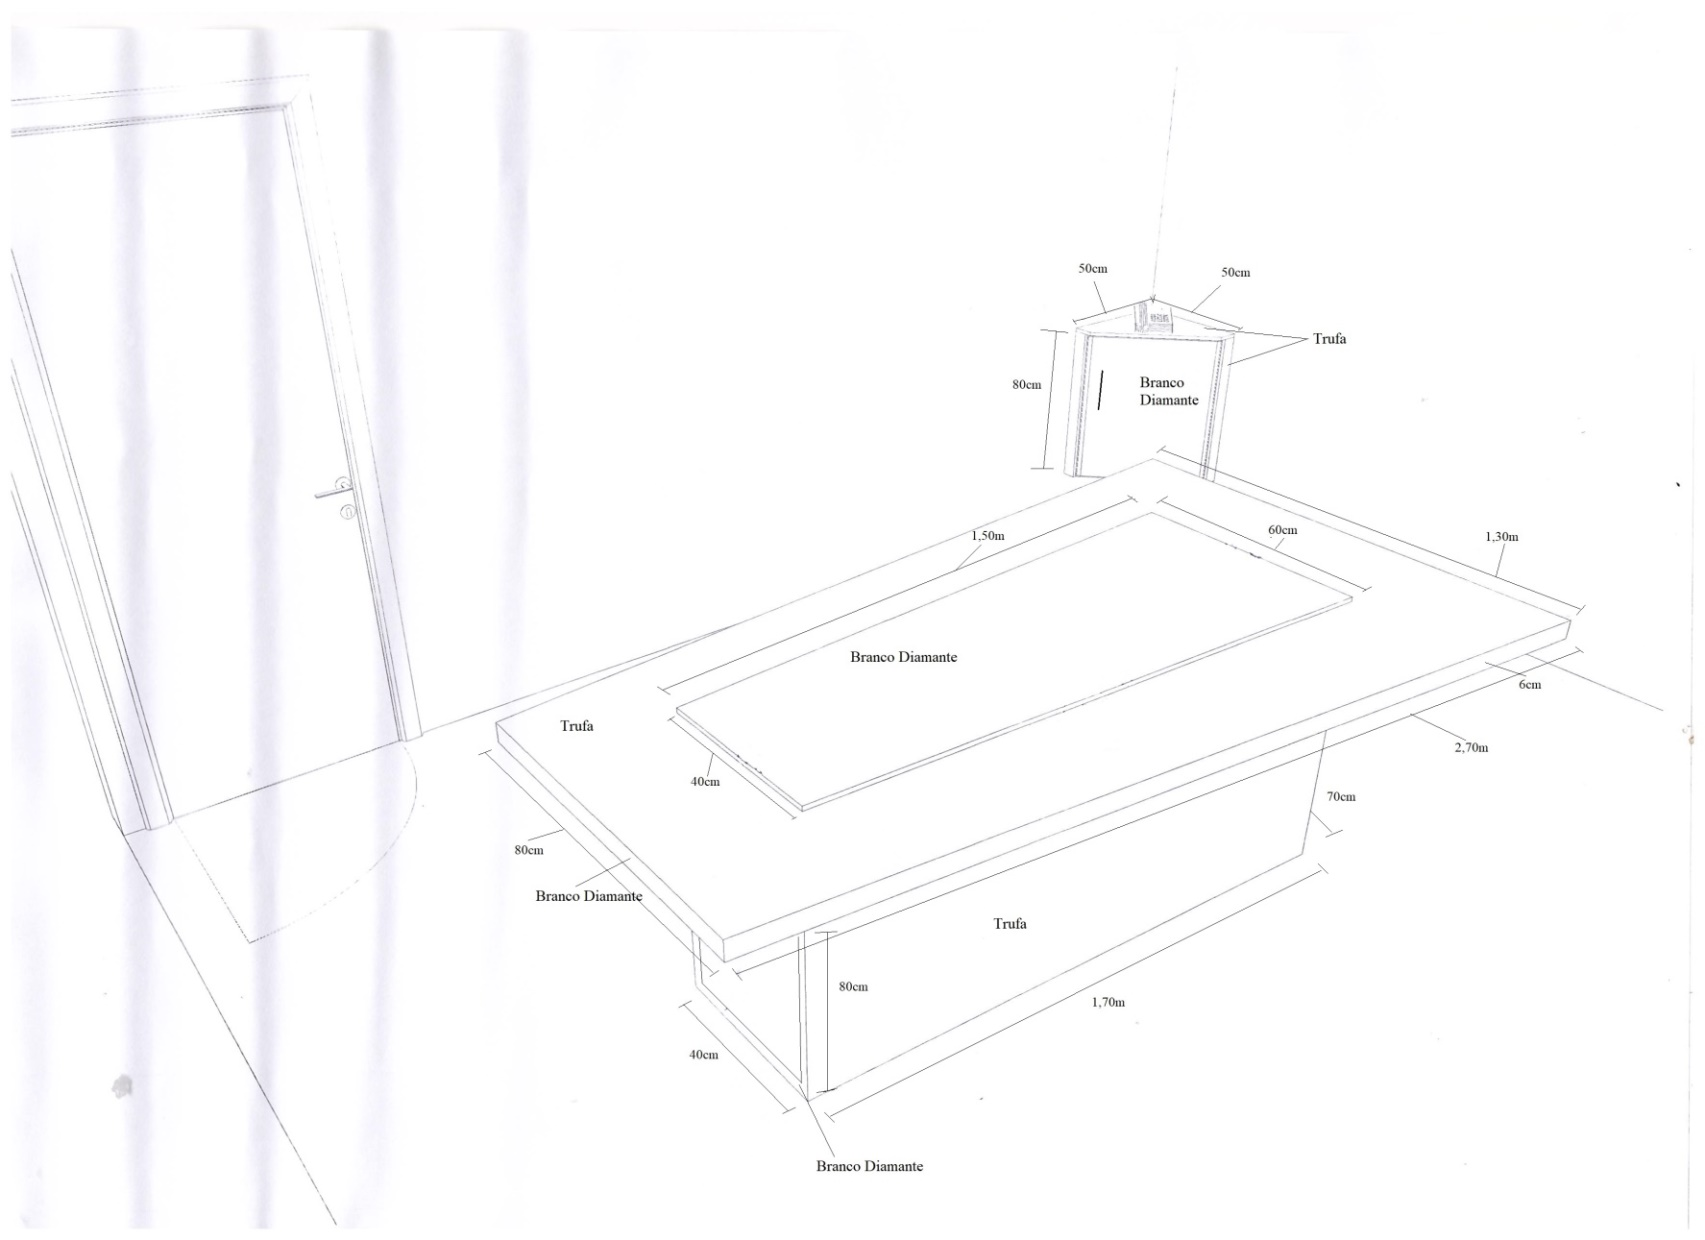 50cm
50cm
Trufa
80cm
Branco
Diamante
1,50m
60cm
1,30m
Branco Diamante
6cm
Trufa
2,70m
40cm
70cm
80cm
Branco Diamante
Trufa
80cm
1,70m
40cm
Branco Diamante